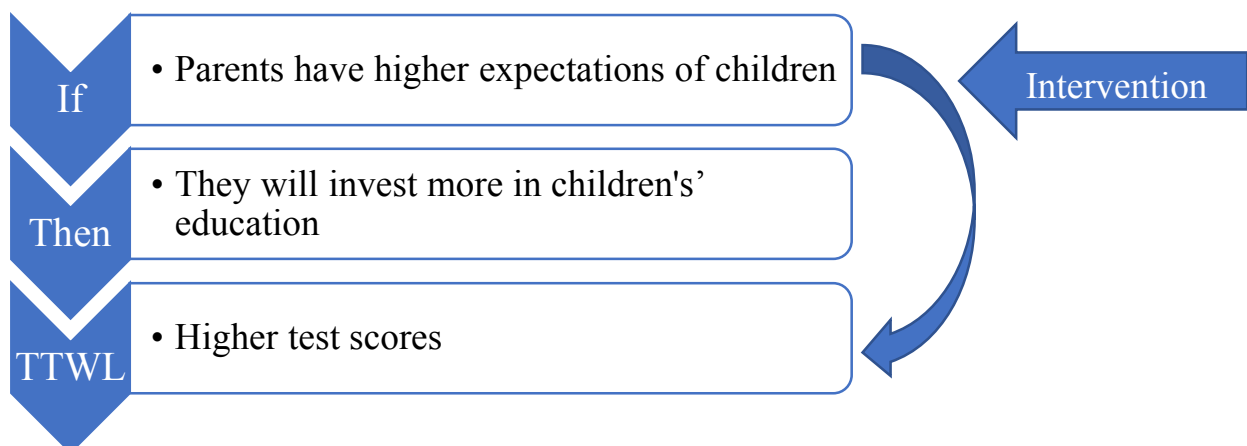 If
• Parents have higher expectations of children
Intervention
Then
• They will invest more in children's’
education
TTWL
• Higher test scores